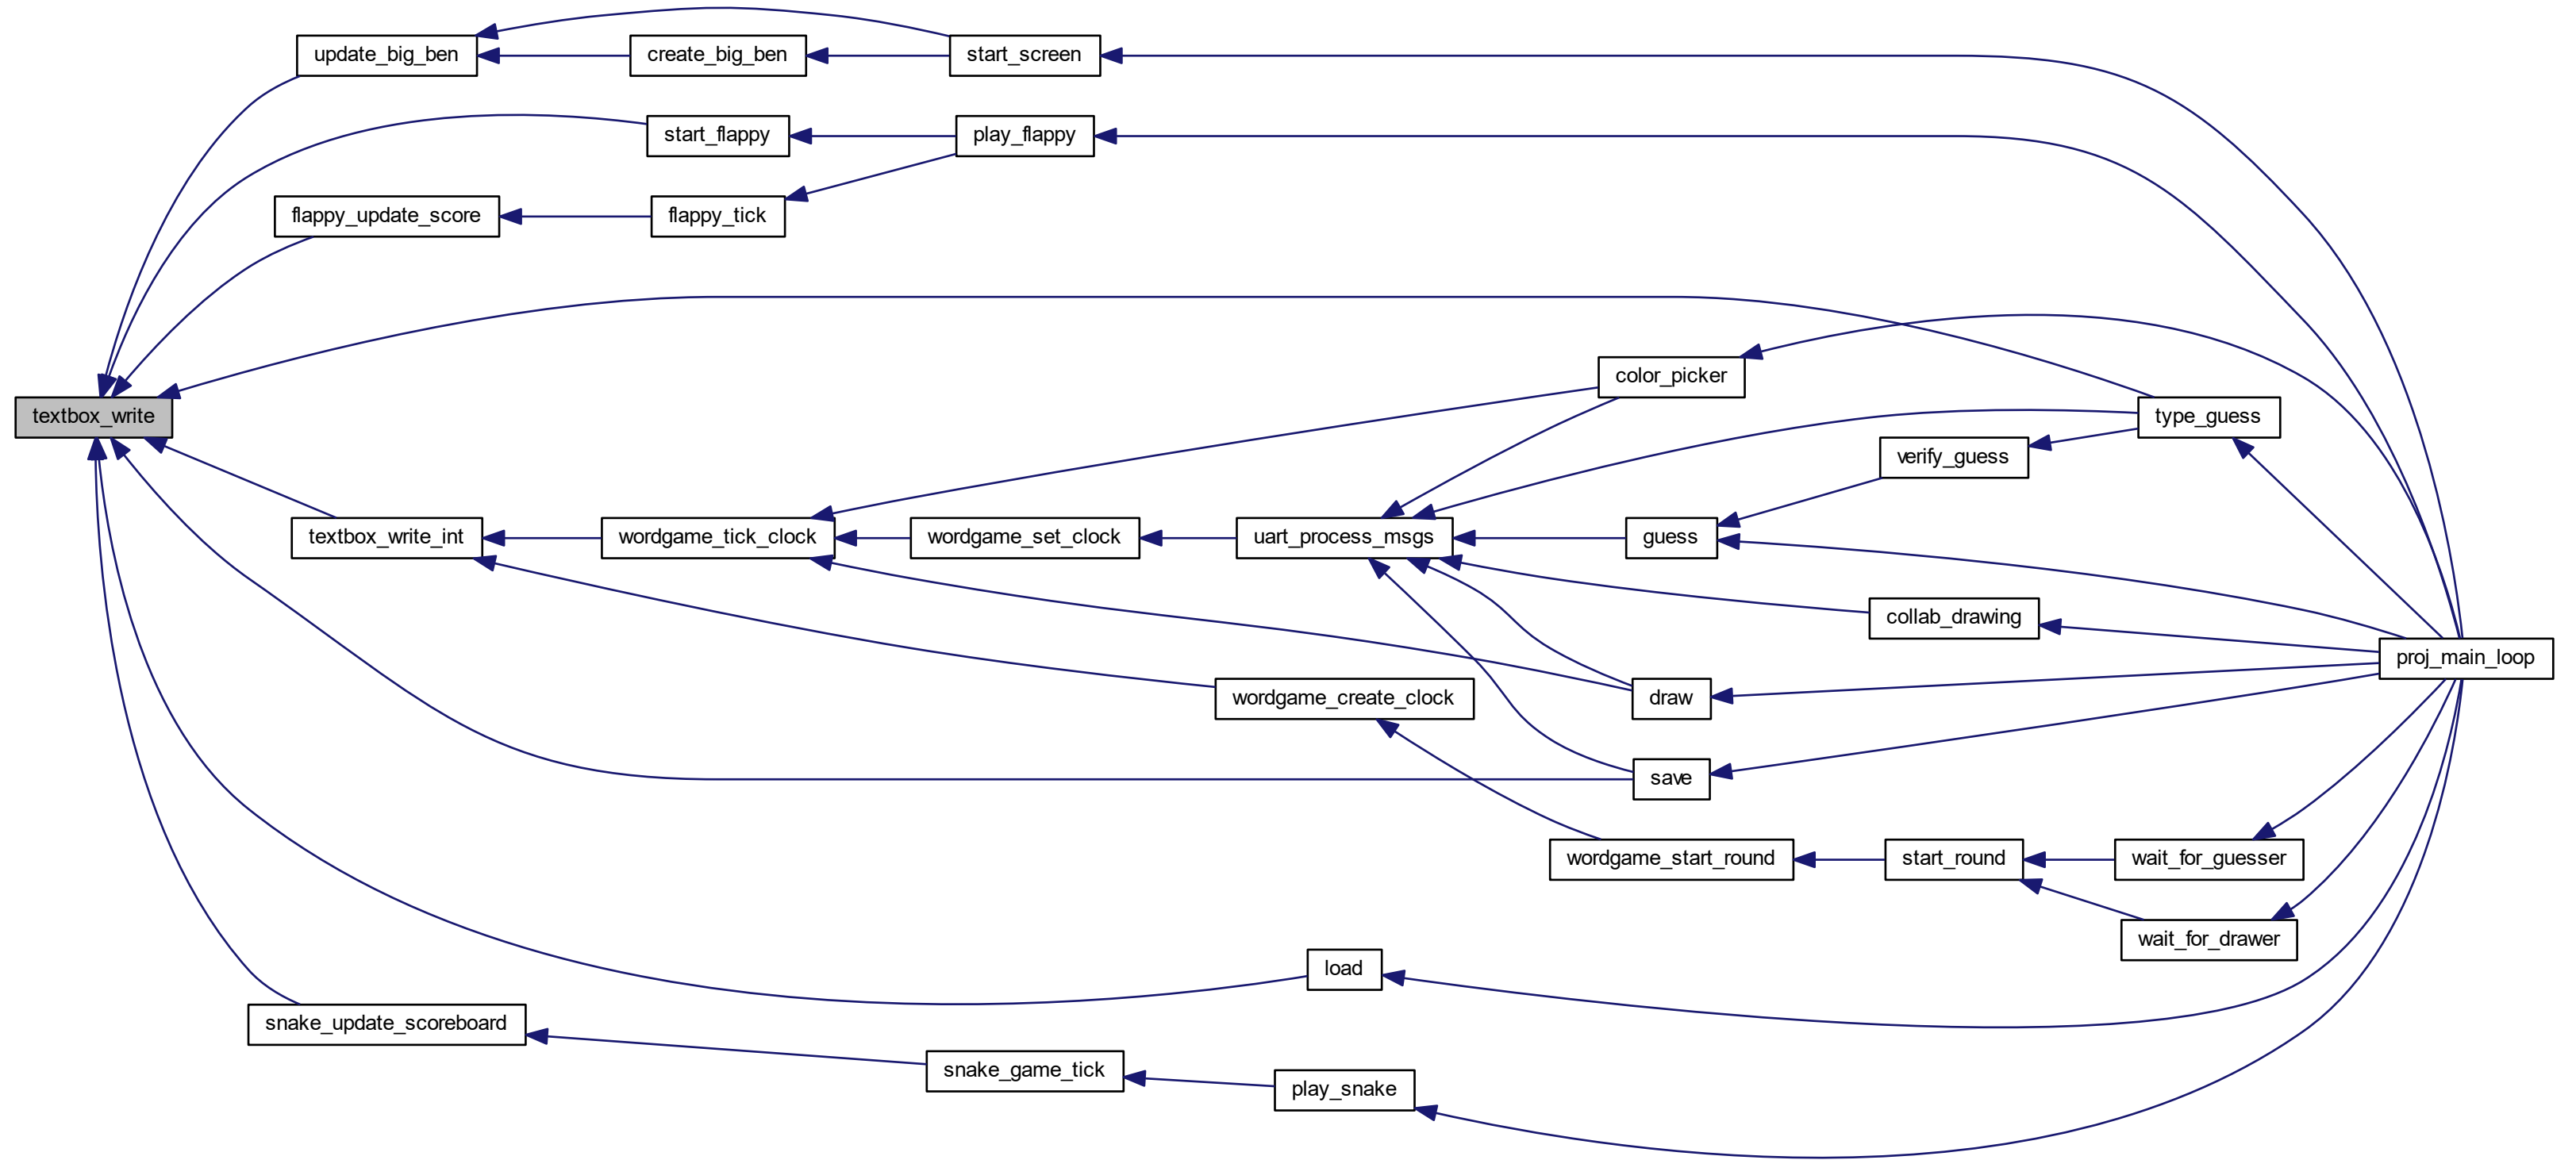 update_big_ben
create_big_ben
start_screen
start_flappy
play_flappy
flappy_update_score
flappy_tick
color_picker
textbox_write
type_guess
verify_guess
textbox_write_int
wordgame_tick_clock
wordgame_set_clock
uart_process_msgs
guess
collab_drawing
proj_main_loop
wordgame_create_clock
draw
save
wordgame_start_round
start_round
wait_for_guesser
wait_for_drawer
load
snake_update_scoreboard
snake_game_tick
play_snake